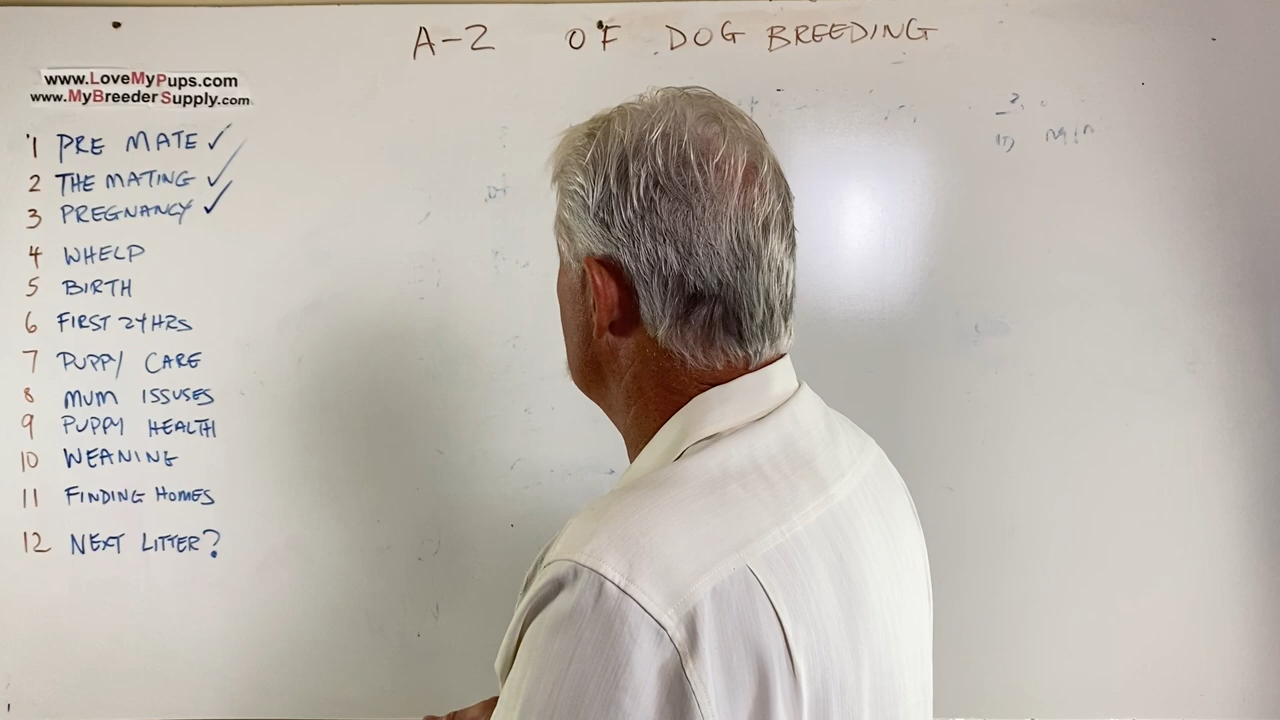 A-Z OF DOG BREEDING
www.LoveMyPups.com
www.MyBreederSupply.com
1 PRE MATE ✓
2 THE MATING ✓
3 PREGNANCY ✓
4 WHELP
5 BIRTH
6 FIRST 24HRS
7 PUPPY CARE
8 MUM ISSUSES
9 PUPPY HEALTH
10 WEANING
11 FINDING HOMES
12 NEXT LITTER?